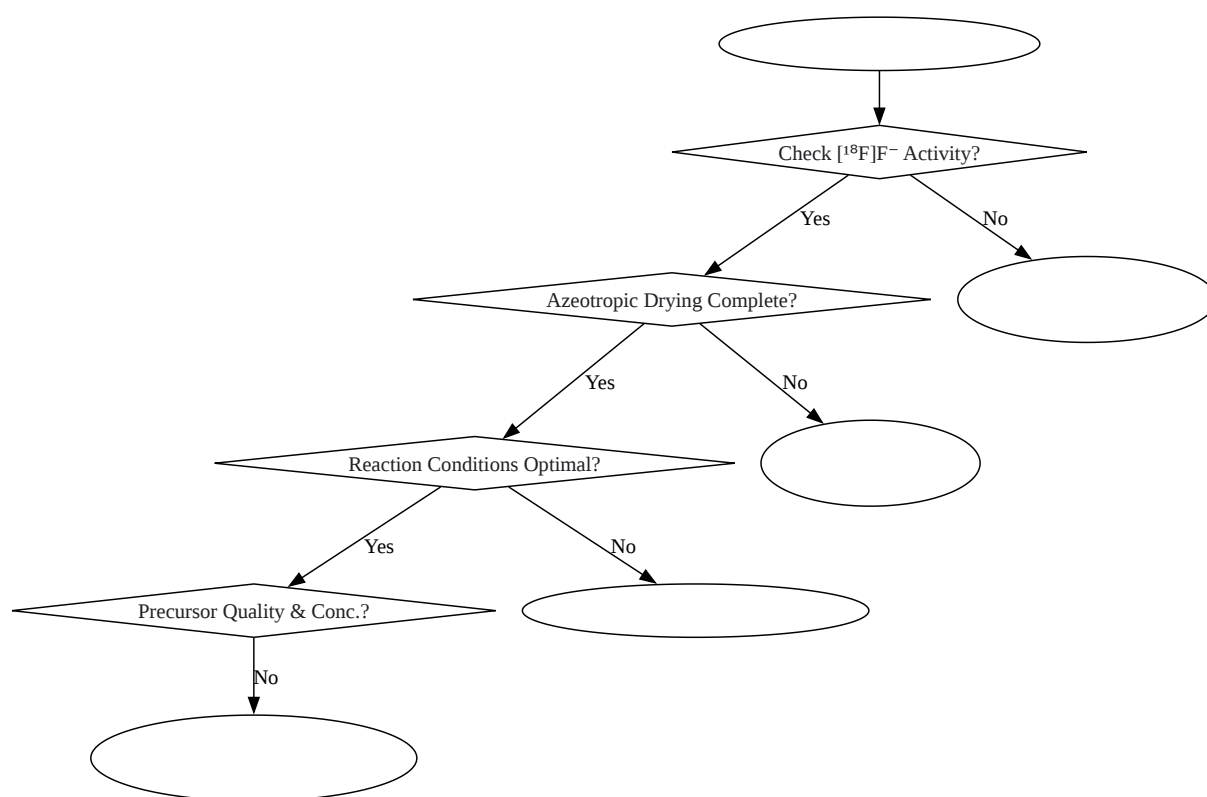 Check [¹⁸F]F⁻ Activity?
Yes
No
Azeotropic Drying Complete?
Yes
No
Reaction Conditions Optimal?
Yes
No
Precursor Quality & Conc.?
No